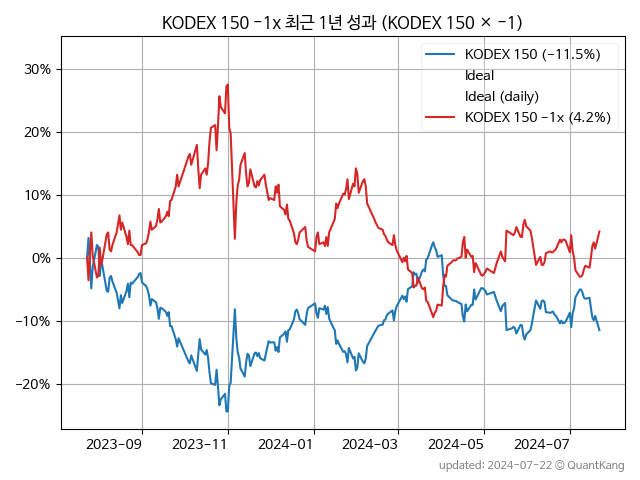 KODEX 150 −1x 최근 1년 성과 (KODEX 150 × −1)
KODEX 150 (−11.5%)
Ideal
Ideal (daily)
KODEX 150 −1x (4.2%)
30%
20%
10%
0%
−10%
−20%
2023−09 2023−11 2024−01 2024−03 2024−05 2024−07
updated: 2024−07−22 © QuantKang